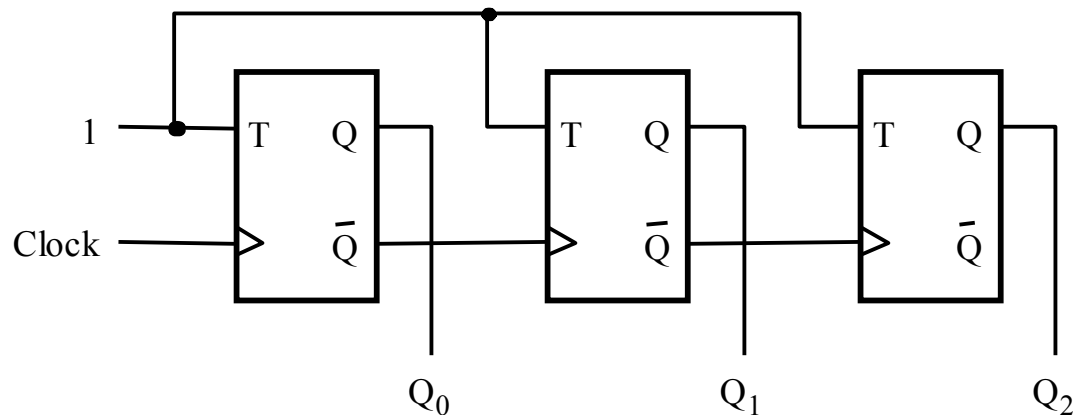 1 T Q T Q T Q
Clock Q̅ Q̅ Q̅
Q₀ Q₁ Q₂